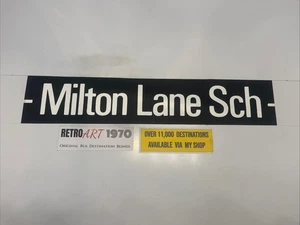 - Milton Lane Sch -
RETRO ART 1970
ORIGINAL BUS DESTINATION BLINDS
OVER 11,000 DESTINATIONS
AVAILABLE VIA MY SHOP